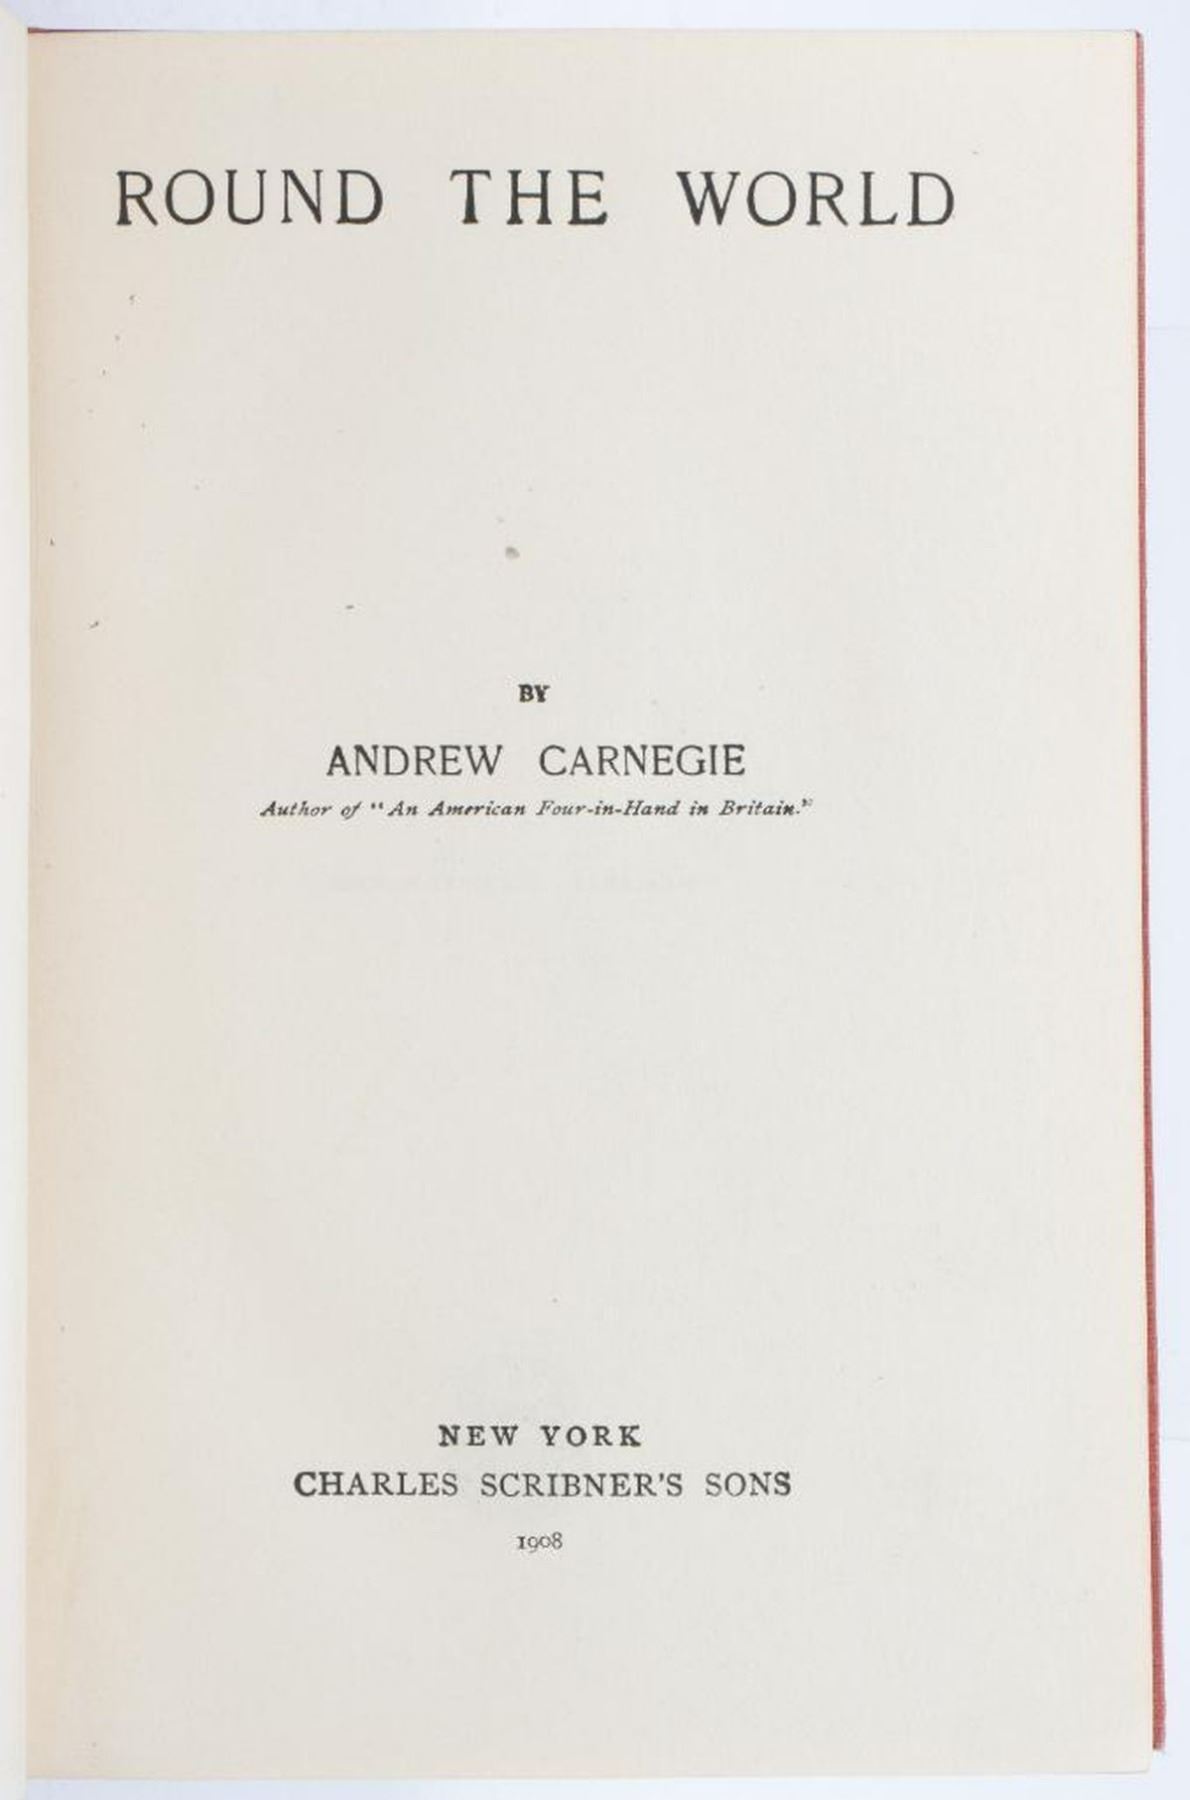 ROUND THE WORLD
BY
ANDREW CARNEGIE
Author of "An American Four-in-Hand in Britain."
NEW YORK
CHARLES SCRIBNER'S SONS
1908